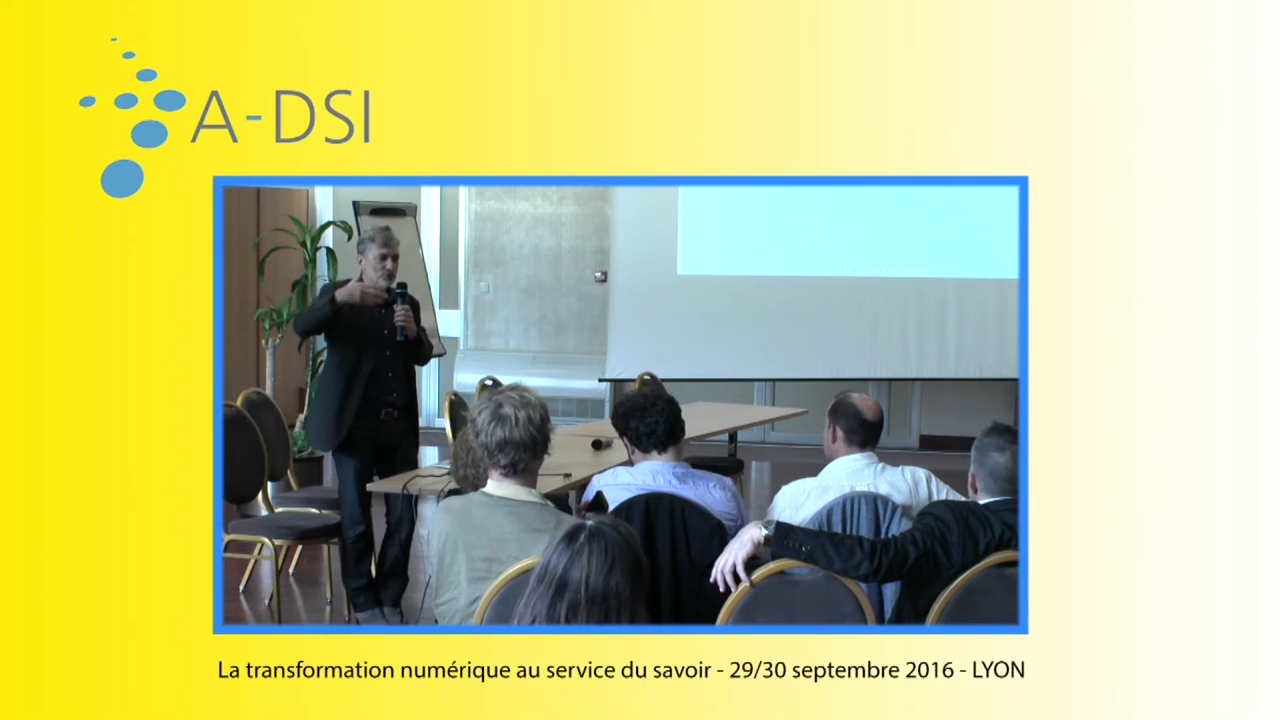 A-DSI
La transformation numérique au service du savoir - 29/30 septembre 2016 - LYON